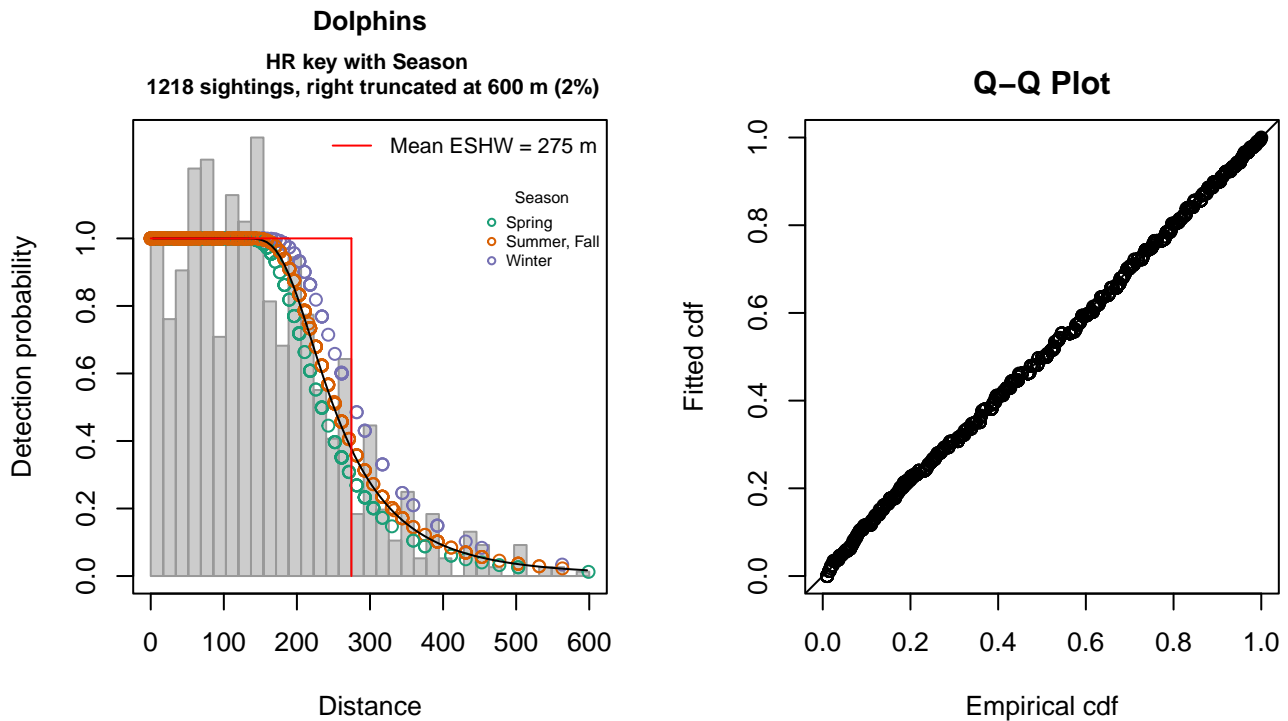 Dolphins
HR key with Season
1218 sightings, right truncated at 600 m (2%)
Mean ESHW = 275 m
Season
Spring
Summer, Fall
Winter
Detection probability
1.0
0.8
0.6
0.4
0.2
0.0
0 100 200 300 400 500 600
Distance
Q−Q Plot
Fitted cdf
1.0
0.8
0.6
0.4
0.2
0.0
0.0 0.2 0.4 0.6 0.8 1.0
Empirical cdf